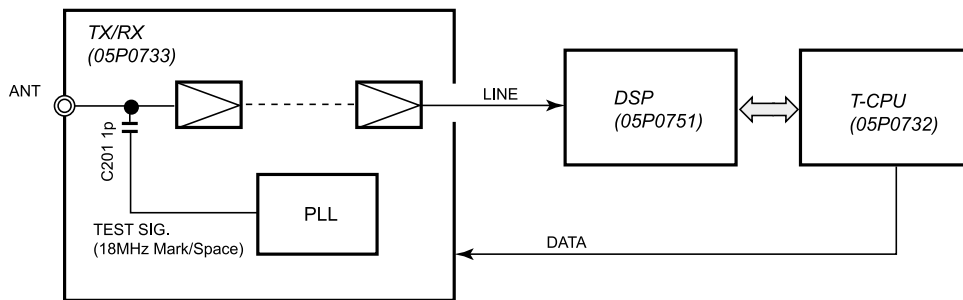 TX/RX
(05P0733)
ANT
C201 1p
TEST SIG.
(18MHz Mark/Space)
PLL
LINE
DSP
(05P0751)
T-CPU
(05P0732)
DATA